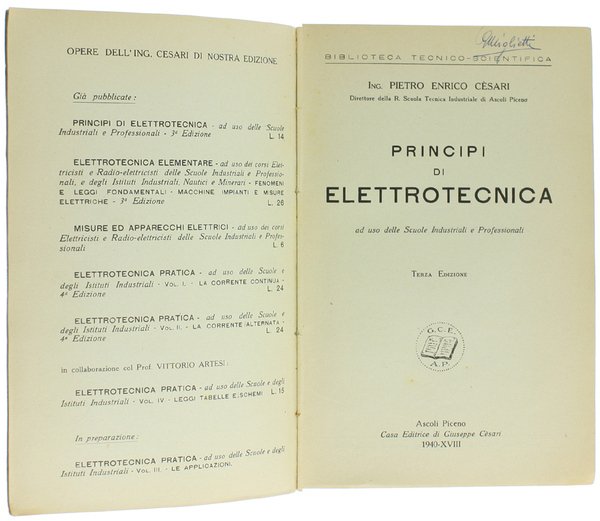 OPERE DELL'ING. CESARI DI NOSTRA EDIZIONE
Già pubblicate:
PRINCIPI DI ELETTROTECNICA - ad uso delle Scuole
Industriali e Professionali - 3ª Edizione L. 14
ELETTROTECNICA ELEMENTARE - ad uso dei corsi Elet-
tricisti e Radio-elettricisti delle Scuole Industriali e Professio-
nali, e degli Istituti Industriali, Nautici e Minerari - FENOMENI
E LEGGI FONDAMENTALI - MACCHINE IMPIANTI E MISURE
ELETTRICHE - 3ª Edizione L. 26
MISURE ED APPARECCHI ELETTRICI - ad uso dei corsi
Elettricisti e Radio-elettricisti delle Scuole Industriali e Profes-
sionali L. 6
ELETTROTECNICA PRATICA - ad uso delle Scuole e
degli Istituti Industriali - VOL. I. - LA CORRENTE CONTINUA -
4ª Edizione L. 24
ELETTROTECNICA PRATICA - ad uso delle Scuole e
degli Istituti Industriali - VOL. II. - LA CORRENTE ALTERNATA -
4ª Edizione L. 24
in collaborazione col Prof. VITTORIO ARTESI:
ELETTROTECNICA PRATICA - ad uso delle Scuole e degli
Istituti Industriali - VOL. IV - LEGGI TABELLE E SCHEMI L. 15
In preparazione:
ELETTROTECNICA PRATICA - ad uso delle Scuole e degli
Istituti Industriali - VOL. III. - LE APPLICAZIONI.
Miglietti
BIBLIOTECA TECNICO-SCIENTIFICA
ING. PIETRO ENRICO CÈSARI
Direttore della R. Scuola Tecnica Industriale di Ascoli Piceno
PRINCIPI
DI
ELETTROTECNICA
ad uso delle Scuole Industriali e Professionali
TERZA EDIZIONE
G.C.E.
A.P.
Ascoli Piceno
Casa Editrice di Giuseppe Cèsari
1940-XVIII